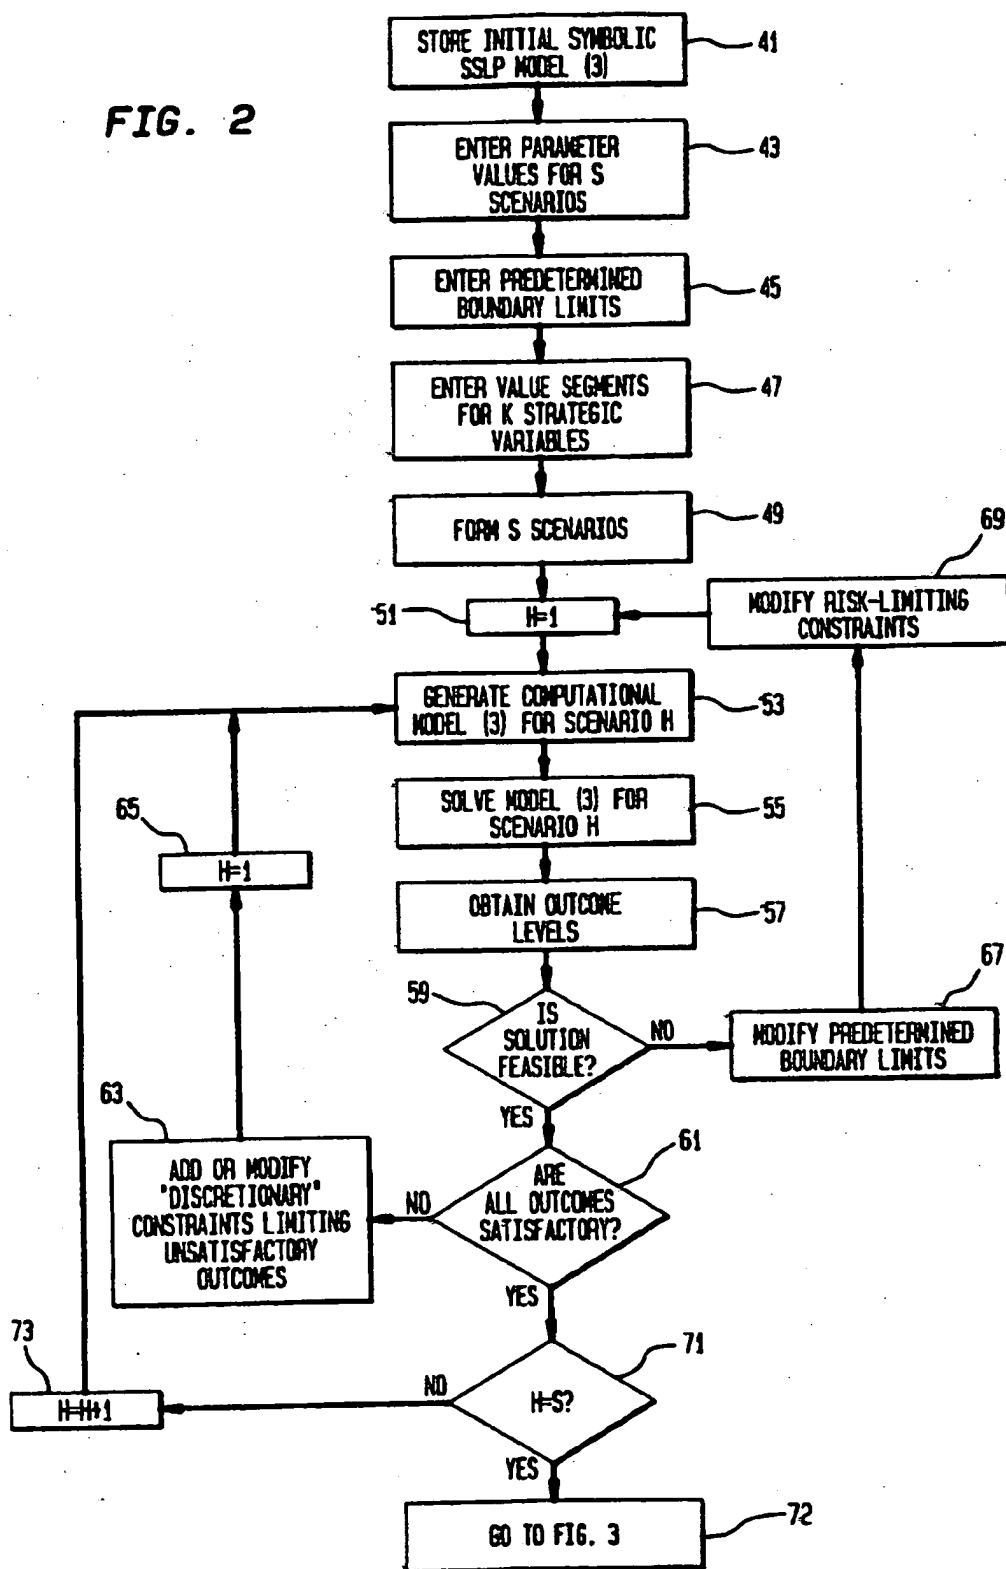 FIG. 2
STORE INITIAL SYMBOLIC
SSLP MODEL (3)
41
ENTER PARAMETER
VALUES FOR S
SCENARIOS
43
ENTER PREDETERMINED
BOUNDARY LIMITS
45
ENTER VALUE SEGMENTS
FOR K STRATEGIC
VARIABLES
47
FORM S SCENARIOS
49
51
H=1
MODIFY RISK-LIMITING
CONSTRAINTS
69
GENERATE COMPUTATIONAL
MODEL (3) FOR SCENARIO H
53
SOLVE MODEL (3) FOR
SCENARIO H
55
65
H=1
OBTAIN OUTCOME
LEVELS
57
59
IS
SOLUTION
FEASIBLE?
NO
YES
MODIFY PREDETERMINED
BOUNDARY LIMITS
67
63
ADD OR MODIFY
"DISCRETIONARY"
CONSTRAINTS LIMITING
UNSATISFACTORY
OUTCOMES
NO
ARE
ALL OUTCOMES
SATISFACTORY?
61
YES
73
H=H+1
NO
H=S?
71
YES
GO TO FIG. 3
72